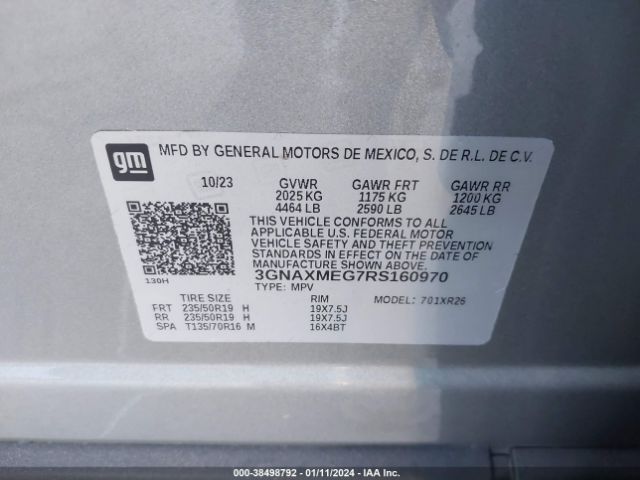 gm
MFD BY GENERAL MOTORS DE MEXICO, S. DE R.L. DE C.V.
10/23 GVWR GAWR FRT GAWR RR
2025 KG 1175 KG 1200 KG
4464 LB 2590 LB 2645 LB
THIS VEHICLE CONFORMS TO ALL
APPLICABLE U.S. FEDERAL MOTOR
VEHICLE SAFETY AND THEFT PREVENTION
STANDARDS IN EFFECT ON THE DATE OF
MANUFACTURE SHOWN ABOVE.
130H 3GNAXMEG7RS160970
TYPE: MPV MODEL: 701XR26
TIRE SIZE RIM
FRT 235/50R19 H 19X7.5J
RR 235/50R19 H 19X7.5J
SPA T135/70R16 M 16X4BT
0 - 38498792 - 01/11/2024 - IAA Inc.